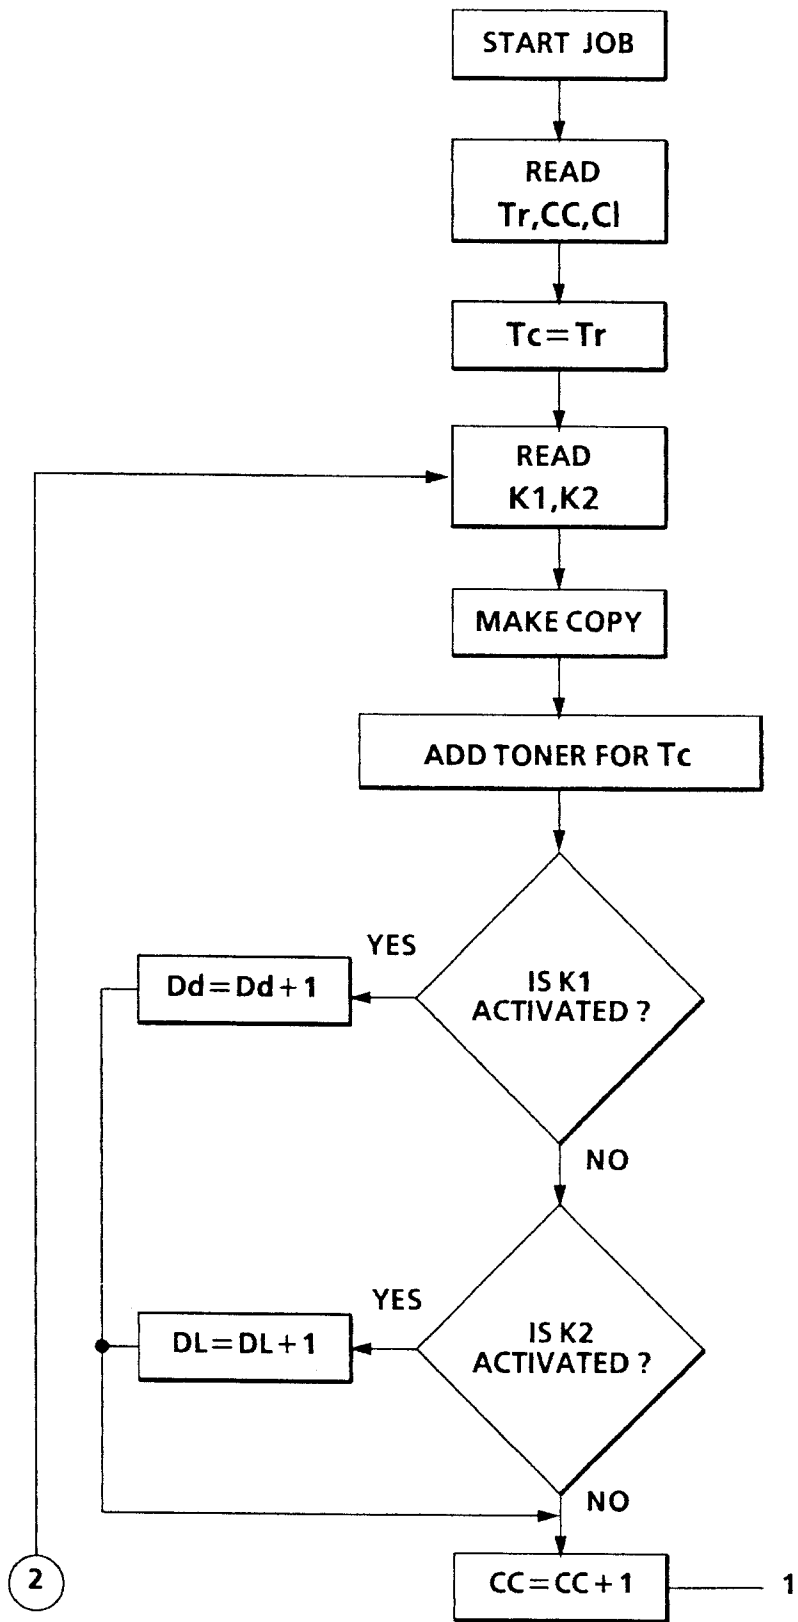 START JOB
READ
Tr,CC,Cl
Tc=Tr
READ
K1,K2
MAKE COPY
ADD TONER FOR Tc
YES
IS K1
ACTIVATED ?
Dd=Dd+1
NO
YES
IS K2
ACTIVATED ?
DL=DL+1
NO
2
CC=CC+1
1